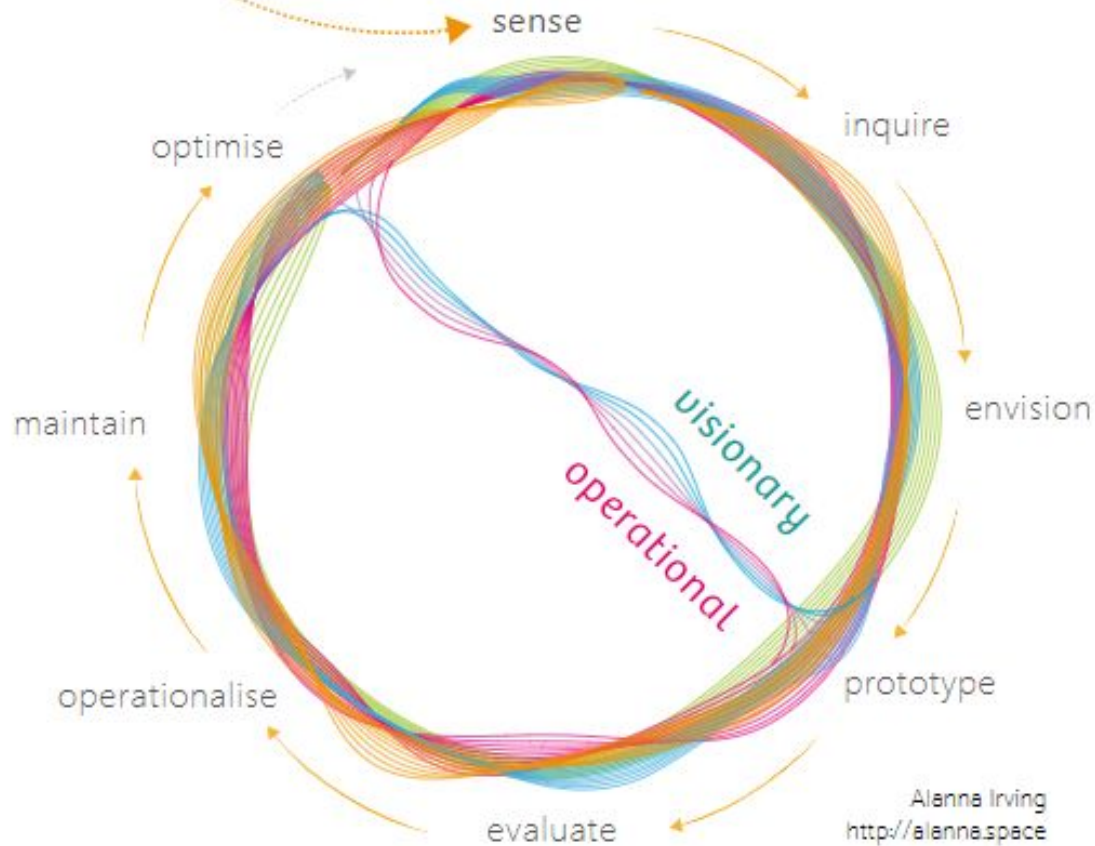 sense
inquire
envision
prototype
evaluate
operationalise
maintain
optimise
visionary
operational
Alanna Irving
http://alanna.space